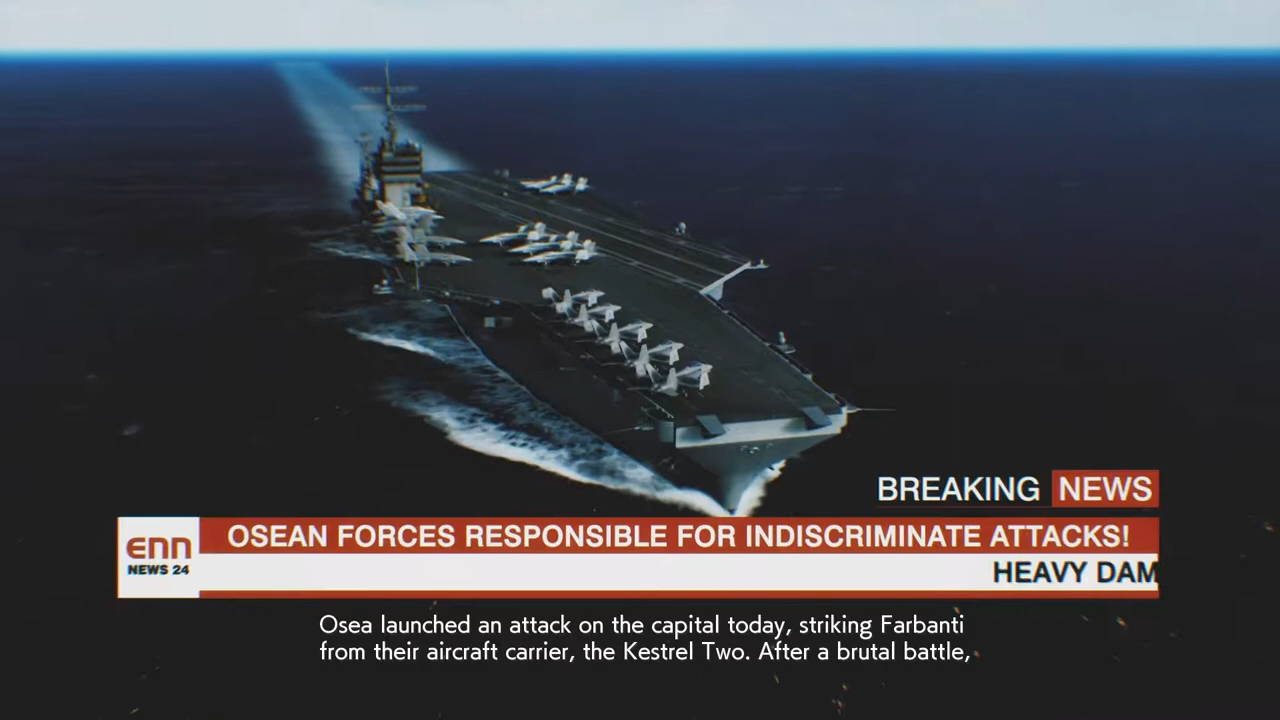 BREAKING NEWS
OSEAN FORCES RESPONSIBLE FOR INDISCRIMINATE ATTACKS!
enn
NEWS 24
HEAVY DAM
Osea launched an attack on the capital today, striking Farbanti
from their aircraft carrier, the Kestrel Two. After a brutal battle,